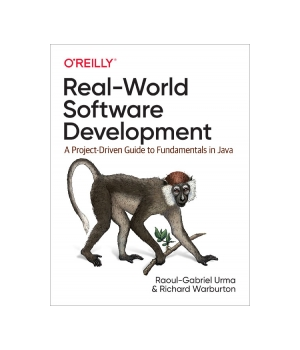 O'REILLY®
Real-World
Software
Development
A Project-Driven Guide to Fundamentals in Java
Raoul-Gabriel Urma
& Richard Warburton